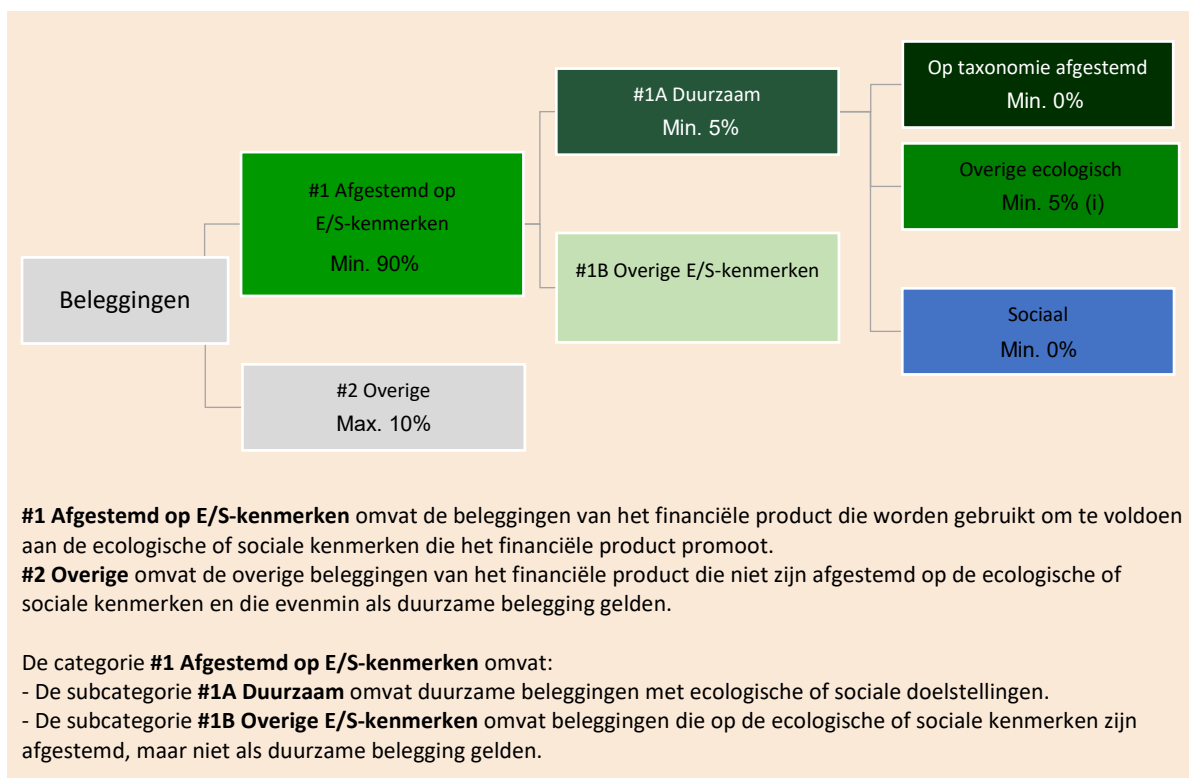 Beleggingen
#1 Afgestemd op
E/S-kenmerken
Min. 90%
#2 Overige
Max. 10%
#1A Duurzaam
Min. 5%
#1B Overige E/S-kenmerken
Op taxonomie afgestemd
Min. 0%
Overige ecologisch
Min. 5% (i)
Sociaal
Min. 0%
#1 Afgestemd op E/S-kenmerken omvat de beleggingen van het financiële product die worden gebruikt om te voldoen
aan de ecologische of sociale kenmerken die het financiële product promoot.
#2 Overige omvat de overige beleggingen van het financiële product die niet zijn afgestemd op de ecologische of
sociale kenmerken en die evenmin als duurzame belegging gelden.
De categorie #1 Afgestemd op E/S-kenmerken omvat:
- De subcategorie #1A Duurzaam omvat duurzame beleggingen met ecologische of sociale doelstellingen.
- De subcategorie #1B Overige E/S-kenmerken omvat beleggingen die op de ecologische of sociale kenmerken zijn
afgestemd, maar niet als duurzame belegging gelden.